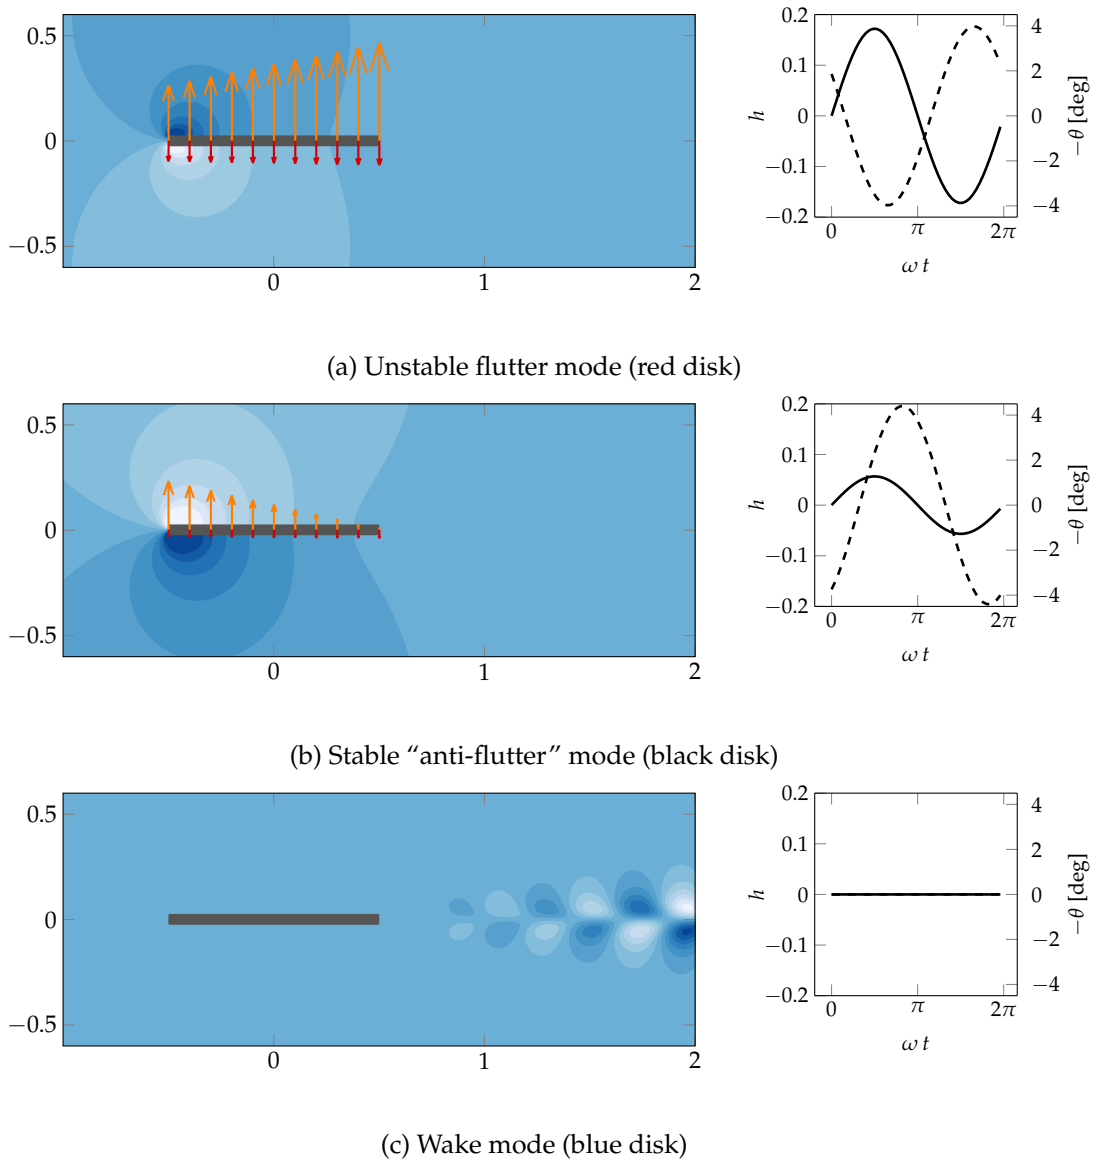 0.5
0
−0.5
0
1
2
0.2
0.1
0
−0.1
−0.2
h
0
π
2π
ω t
4
2
0
−2
−4
−θ [deg]
(a) Unstable flutter mode (red disk)
0.5
0
−0.5
0
1
2
0.2
0.1
0
−0.1
−0.2
h
0
π
2π
ω t
4
2
0
−2
−4
−θ [deg]
(b) Stable “anti-flutter” mode (black disk)
0.5
0
−0.5
0
1
2
0.2
0.1
0
−0.1
−0.2
h
0
π
2π
ω t
4
2
0
−2
−4
−θ [deg]
(c) Wake mode (blue disk)